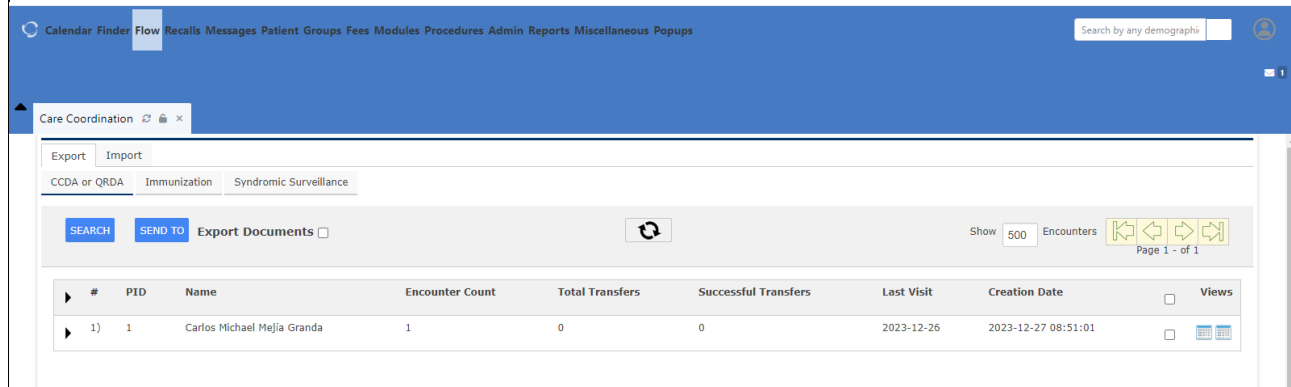 Calendar Finder Flow Recalls Messages Patient Groups Fees Modules Procedures Admin Reports Miscellaneous Popups
Search by any demographi
1
Care Coordination ×
Export Import
CCDA or QRDA Immunization Syndromic Surveillance
SEARCH SEND TO Export Documents Show 500 Encounters
Page 1 - of 1
# PID Name Encounter Count Total Transfers Successful Transfers Last Visit Creation Date Views
1) 1 Carlos Michael Mejía Granda 1 0 0 2023-12-26 2023-12-27 08:51:01